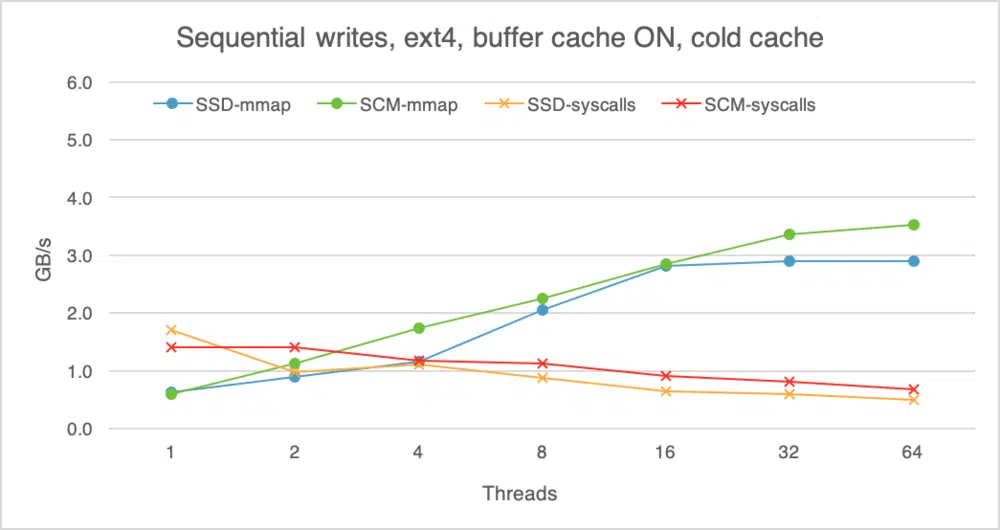 Sequential writes, ext4, buffer cache ON, cold cache
6.0
SSD-mmap SCM-mmap SSD-syscalls SCM-syscalls
5.0
4.0
3.0
2.0
1.0
0.0
GB/s
1 2 4 8 16 32 64
Threads